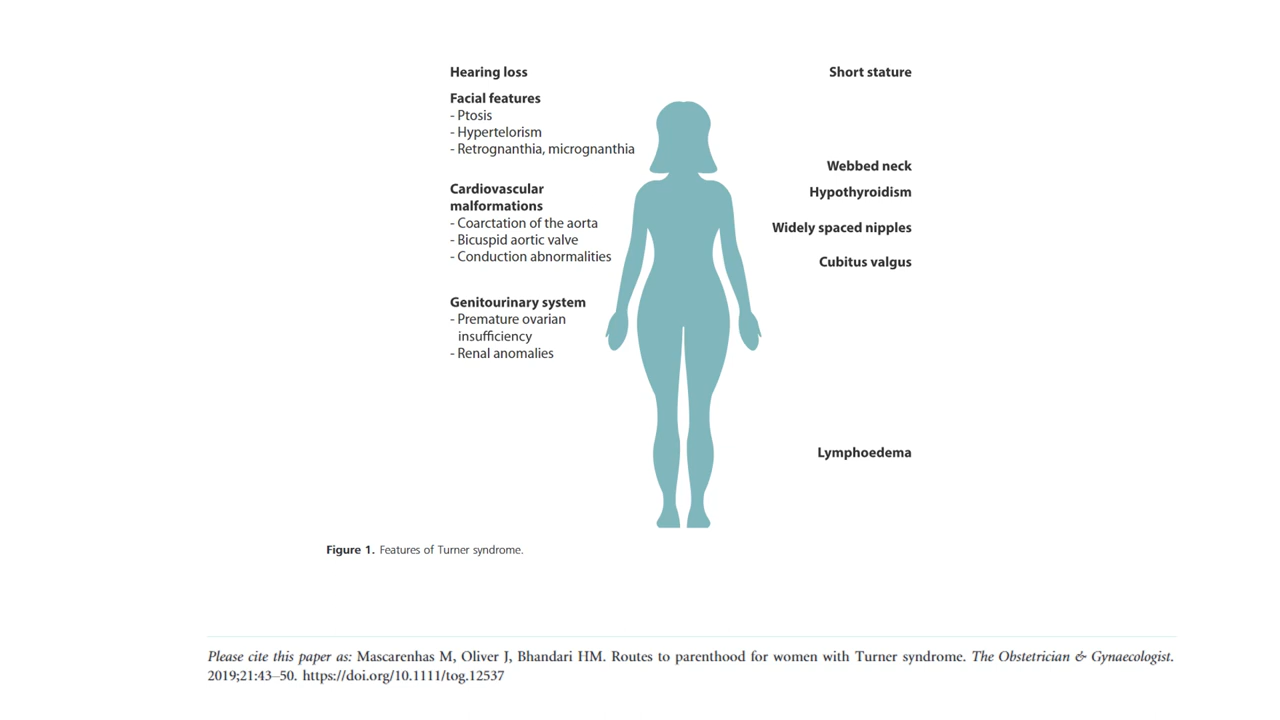 Hearing loss
Facial features
- Ptosis
- Hypertelorism
- Retrognanthia, micrognanthia
Cardiovascular
malformations
- Coarctation of the aorta
- Bicuspid aortic valve
- Conduction abnormalities
Genitourinary system
- Premature ovarian
insufficiency
- Renal anomalies
Short stature
Webbed neck
Hypothyroidism
Widely spaced nipples
Cubitus valgus
Lymphoedema
Figure 1. Features of Turner syndrome.
Please cite this paper as: Mascarenhas M, Oliver J, Bhandari HM. Routes to parenthood for women with Turner syndrome. The Obstetrician & Gynaecologist.
2019;21:43–50. https://doi.org/10.1111/tog.12537